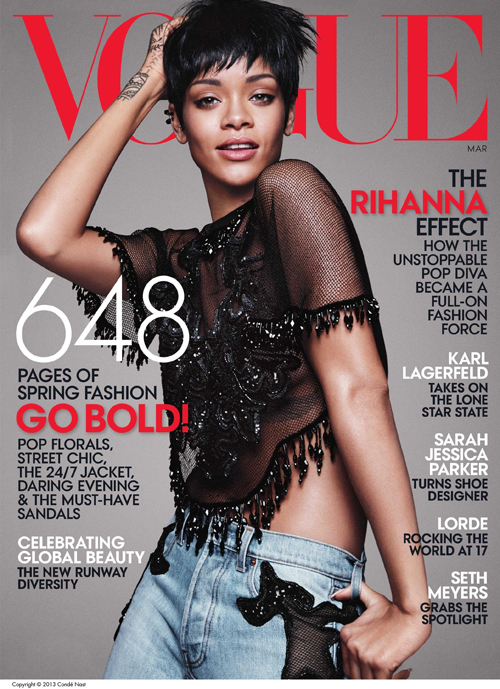 VOGUE
MAR
THE
RIHANNA
EFFECT
HOW THE
UNSTOPPABLE
POP DIVA
BECAME A
FULL-ON
FASHION
FORCE
648
PAGES OF
SPRING FASHION
GO BOLD!
POP FLORALS,
STREET CHIC,
THE 24/7 JACKET,
DARING EVENING
& THE MUST-HAVE
SANDALS
CELEBRATING
GLOBAL BEAUTY
THE NEW RUNWAY
DIVERSITY
KARL
LAGERFELD
TAKES ON
THE LONE
STAR STATE
SARAH
JESSICA
PARKER
TURNS SHOE
DESIGNER
LORDE
ROCKING THE
WORLD AT 17
SETH
MEYERS
GRABS THE
SPOTLIGHT
Copyright © 2013 Condé Nast